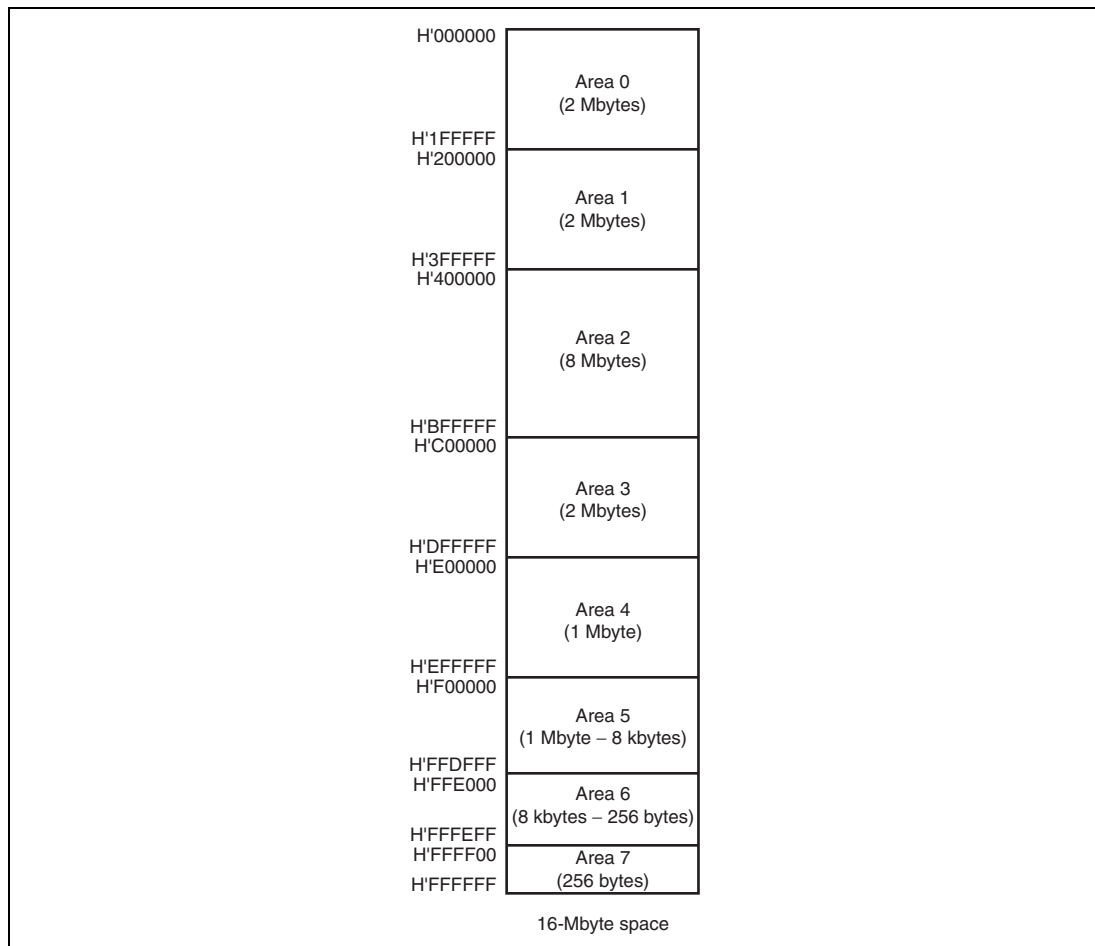 H'000000
Area 0
(2 Mbytes)
H'1FFFFF
H'200000
Area 1
(2 Mbytes)
H'3FFFFF
H'400000
Area 2
(8 Mbytes)
H'BFFFFF
H'C00000
Area 3
(2 Mbytes)
H'DFFFFF
H'E00000
Area 4
(1 Mbyte)
H'EFFFFF
H'F00000
Area 5
(1 Mbyte – 8 kbytes)
H'FFDFFF
H'FFE000
Area 6
(8 kbytes – 256 bytes)
H'FFFEFF
H'FFFF00
Area 7
(256 bytes)
H'FFFFFF
16-Mbyte space